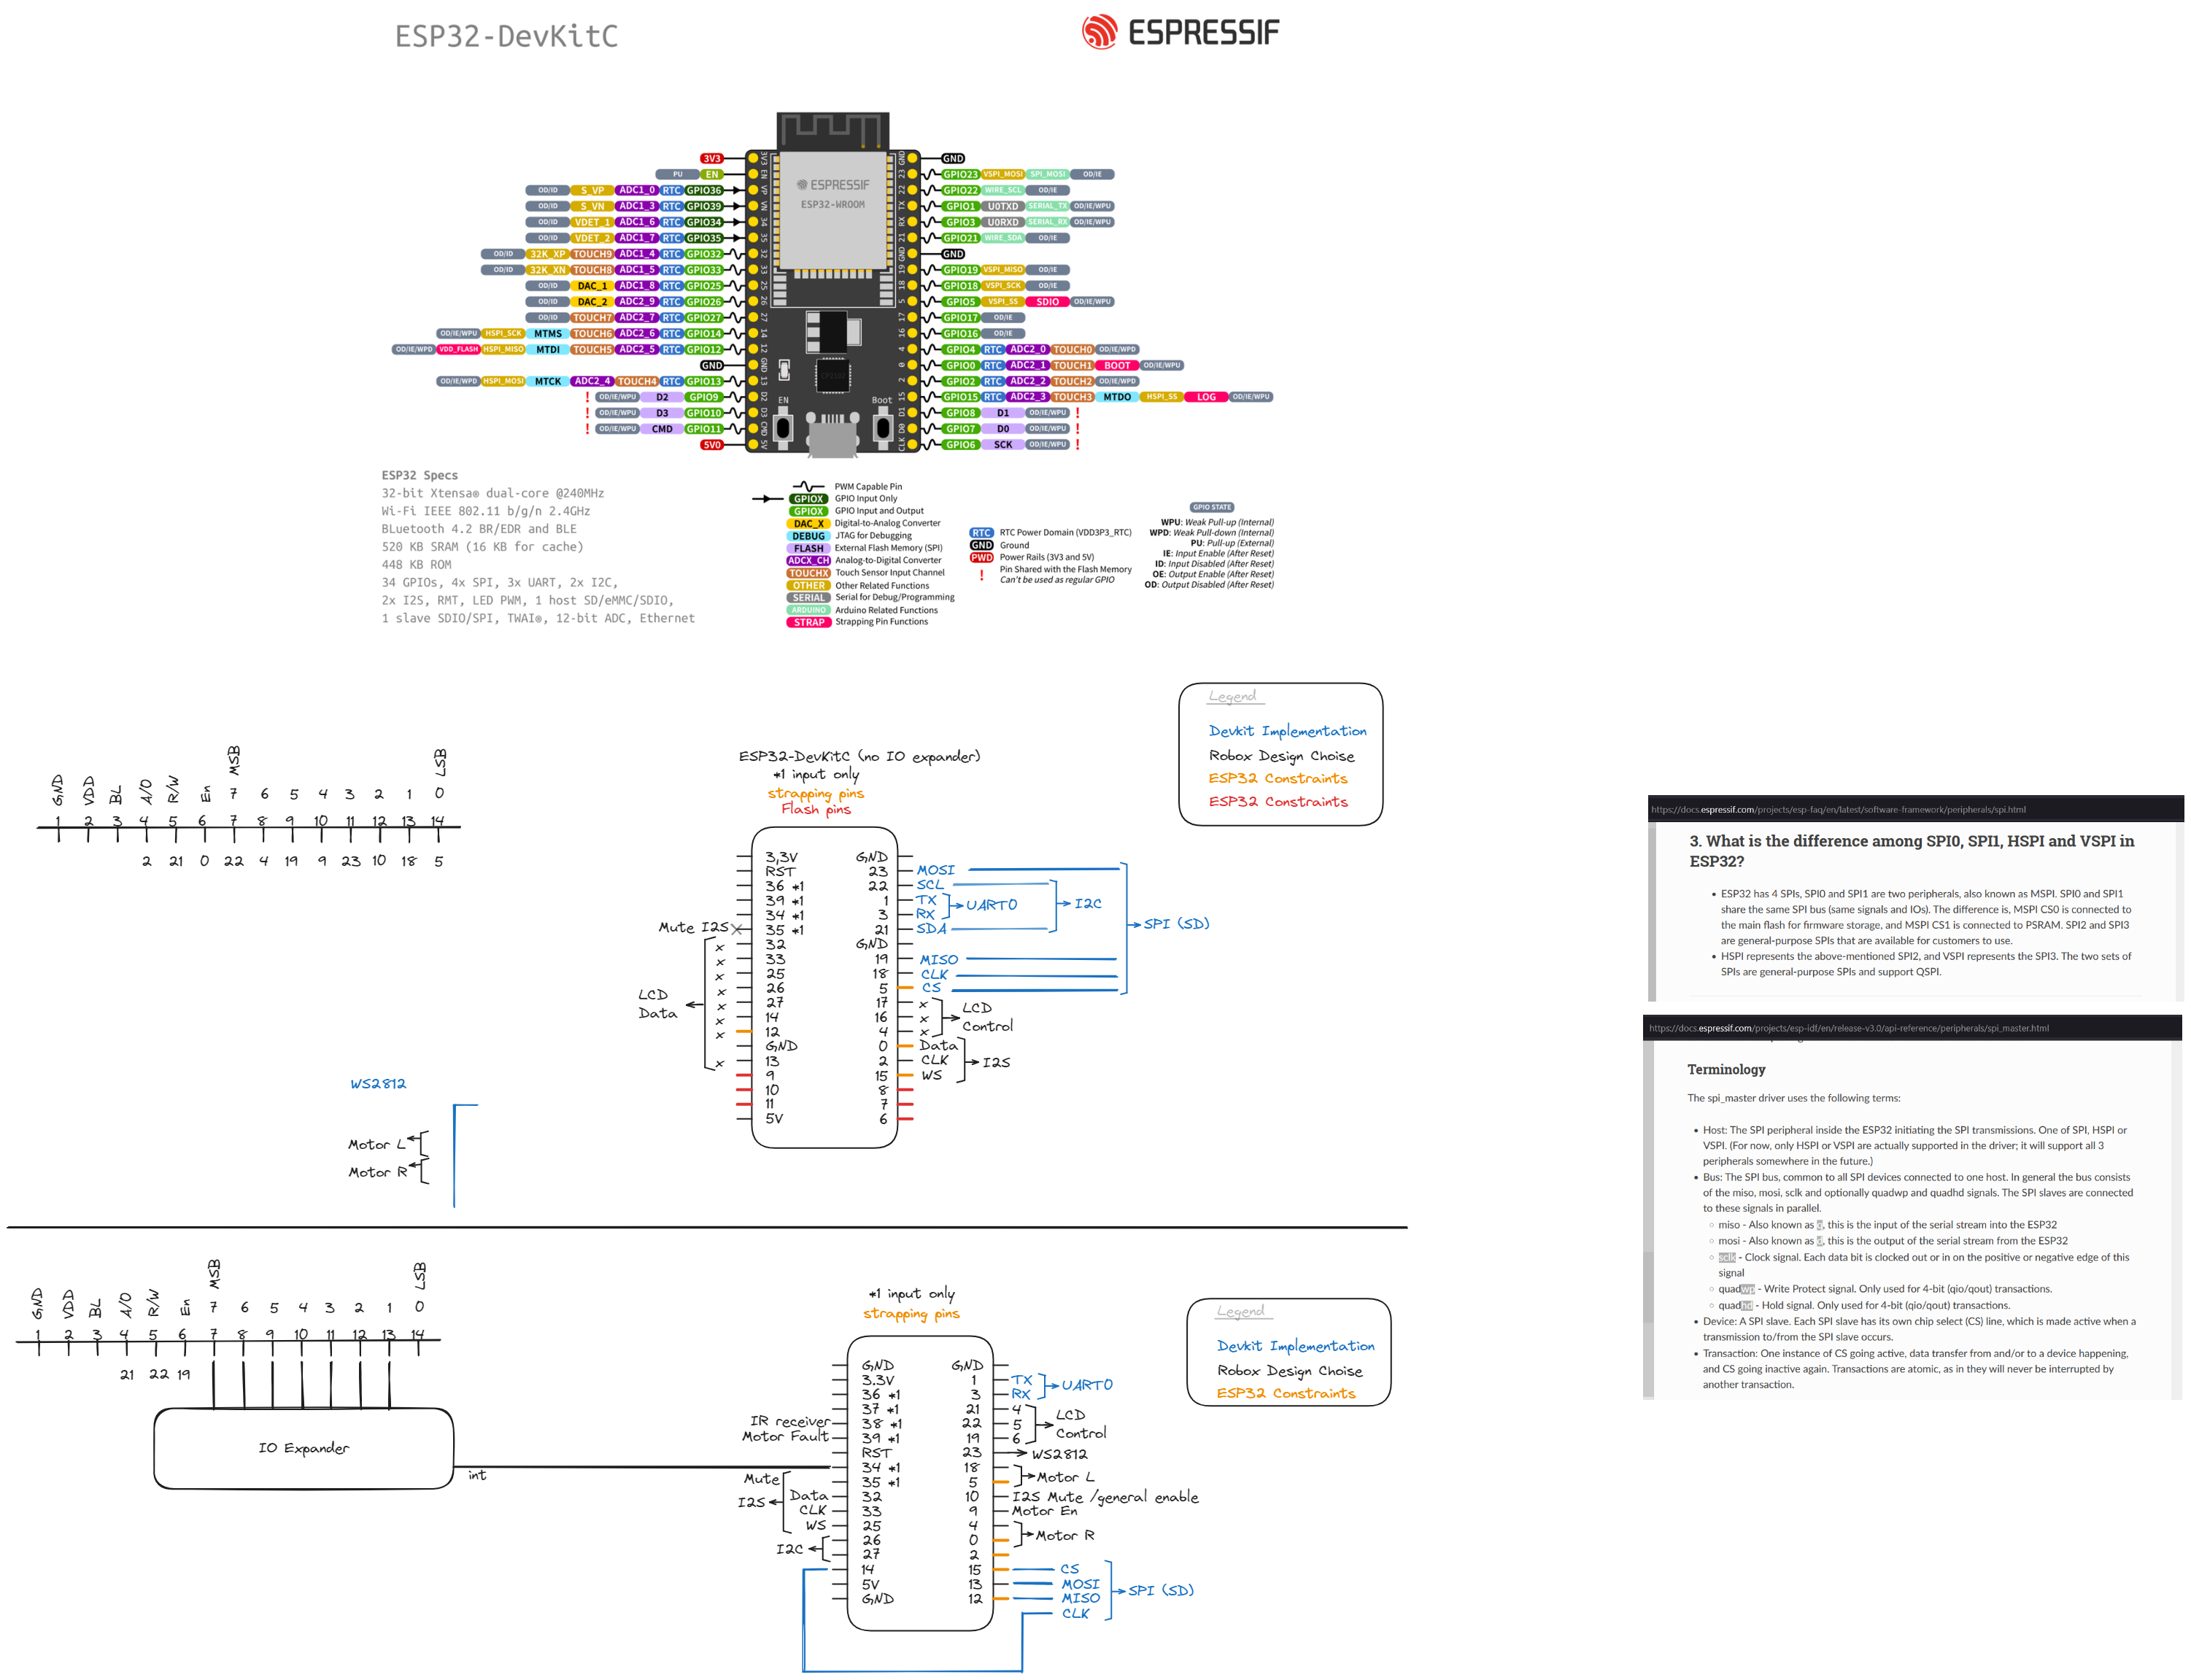 ESP32-DevKitC
ESPRESSIF
3V3
PU EN
OD/ID S_VP ADC1_0 RTC GPIO36
OD/ID S_VN ADC1_3 RTC GPIO39
OD/ID VDET_1 ADC1_6 RTC GPIO34
OD/ID VDET_2 ADC1_7 RTC GPIO35
OD/ID 32K_XP TOUCH9 ADC1_4 RTC GPIO32
OD/ID 32K_XN TOUCH8 ADC1_5 RTC GPIO33
OD/ID DAC_1 ADC1_8 RTC GPIO25
OD/ID DAC_2 ADC2_9 RTC GPIO26
OD/ID TOUCH7 ADC2_7 RTC GPIO27
OD/IE/WPU HSPI_SCK MTMS TOUCH6 ADC2_6 RTC GPIO14
OD/IE/WPD VDD_FLASH HSPI_MISO MTDI TOUCH5 ADC2_5 RTC GPIO12
GND
OD/IE/WPD HSPI_MOSI MTCK ADC2_4 TOUCH4 RTC GPIO13
! OD/IE/WPU D2 GPIO9
! OD/IE/WPU D3 GPIO10
! OD/IE/WPU CMD GPIO11
5V0
3V3 EN VP VN 34 35 32 33 25 26 27 14 12 GND 13 D2 D3 CMD 5V
ESPRESSIF
ESP32-WROOM
EN
Boot
GND 23 22 TX RX 21 GND 19 18 5 17 16 4 0 2 15 D1 D0 CLK
GND
GPIO23 VSPI_MOSI SPI_MOSI OD/IE
GPIO22 WIRE_SCL OD/IE
GPIO1 U0TXD SERIAL_TX OD/IE/WPU
GPIO3 U0RXD SERIAL_RX OD/IE/WPU
GPIO21 WIRE_SDA OD/IE
GND
GPIO19 VSPI_MISO OD/IE
GPIO18 VSPI_SCK OD/IE
GPIO5 VSPI_SS SDIO OD/IE/WPU
GPIO17 OD/IE
GPIO16 OD/IE
GPIO4 RTC ADC2_0 TOUCH0 OD/IE/WPD
GPIO0 RTC ADC2_1 TOUCH1 BOOT OD/IE/WPU
GPIO2 RTC ADC2_2 TOUCH2 OD/IE/WPD
GPIO15 RTC ADC2_3 TOUCH3 MTDO HSPI_SS LOG OD/IE/WPU
GPIO8 D1 OD/IE/WPU !
GPIO7 D0 OD/IE/WPU !
GPIO6 SCK OD/IE/WPU !
ESP32 Specs
32-bit Xtensa® dual-core @240MHz
Wi-Fi IEEE 802.11 b/g/n 2.4GHz
BLuetooth 4.2 BR/EDR and BLE
520 KB SRAM (16 KB for cache)
448 KB ROM
34 GPIOs, 4x SPI, 3x UART, 2x I2C,
2x I2S, RMT, LED PWM, 1 host SD/eMMC/SDIO,
1 slave SDIO/SPI, TWAI®, 12-bit ADC, Ethernet
PWM Capable Pin
GPIOX GPIO Input Only
GPIOX GPIO Input and Output
DAC_X Digital-to-Analog Converter
DEBUG JTAG for Debugging
FLASH External Flash Memory (SPI)
ADCX_CH Analog-to-Digital Converter
TOUCHX Touch Sensor Input Channel
OTHER Other Related Functions
SERIAL Serial for Debug/Programming
ARDUINO Arduino Related Functions
STRAP Strapping Pin Functions
RTC RTC Power Domain (VDD3P3_RTC)
GND Ground
PWD Power Rails (3V3 and 5V)
! Pin Shared with the Flash Memory
Can't be used as regular GPIO
GPIO STATE
WPU: Weak Pull-up (Internal)
WPD: Weak Pull-down (Internal)
PU: Pull-up (External)
IE: Input Enable (After Reset)
ID: Input Disabled (After Reset)
OE: Output Enable (After Reset)
OD: Output Disabled (After Reset)
Legend
Devkit Implementation
Robox Design Choise
ESP32 Constraints
ESP32 Constraints
GND VDD BL A/O R/W En MSB 7 6 5 4 3 2 1 0 LSB
1 2 3 4 5 6 7 8 9 10 11 12 13 14
2 21 0 22 4 19 9 23 10 18 5
ESP32-DevKitC (no IO expander)
*1 input only
strapping pins
Flash pins
3,3V GND
RST 23 MOSI
36 *1 22 SCL
39 *1 1 TX
34 *1 3 RX
UART0
I2C
SPI (SD)
Mute I2S x 35 *1 21 SDA
x 32 GND
x 33 19 MISO
x 25 18 CLK
x 26 5 CS
LCD
Data
x 27 17 x
x 14 16 x
x 12 4 x
LCD
Control
GND 0 Data
x 13 2 CLK
9 15 WS
I2S
10 8
11 7
5V 6
WS2812
Motor L
Motor R
GND VDD BL A/O R/W En MSB 7 6 5 4 3 2 1 0 LSB
1 2 3 4 5 6 7 8 9 10 11 12 13 14
21 22 19
IO Expander
int
*1 input only
strapping pins
Legend
Devkit Implementation
Robox Design Choise
ESP32 Constraints
GND GND
3.3V 1 TX
36 *1 3 RX
UART0
37 *1 21 4
IR receiver 38 *1 22 5
Motor Fault 39 *1 19 6
LCD
Control
RST 23 WS2812
34 *1 18
Mute 35 *1 5
Motor L
I2S
Data 32 10 I2S Mute /general enable
CLK 33 9 Motor En
WS 25 4
26 0
Motor R
I2C
27 2
14 15 CS
5V 13 MOSI
GND 12 MISO
CLK
SPI (SD)
https://docs.espressif.com/projects/esp-faq/en/latest/software-framework/peripherals/spi.html
3. What is the difference among SPI0, SPI1, HSPI and VSPI in
ESP32?
• ESP32 has 4 SPIs, SPI0 and SPI1 are two peripherals, also known as MSPI. SPI0 and SPI1
share the same SPI bus (same signals and IOs). The difference is, MSPI CS0 is connected to
the main flash for firmware storage, and MSPI CS1 is connected to PSRAM. SPI2 and SPI3
are general-purpose SPIs that are available for customers to use.
• HSPI represents the above-mentioned SPI2, and VSPI represents the SPI3. The two sets of
SPIs are general-purpose SPIs and support QSPI.
https://docs.espressif.com/projects/esp-idf/en/release-v3.0/api-reference/peripherals/spi_master.html
Terminology
The spi_master driver uses the following terms:
• Host: The SPI peripheral inside the ESP32 initiating the SPI transmissions. One of SPI, HSPI or
VSPI. (For now, only HSPI or VSPI are actually supported in the driver; it will support all 3
peripherals somewhere in the future.)
• Bus: The SPI bus, common to all SPI devices connected to one host. In general the bus consists
of the miso, mosi, sclk and optionally quadwp and quadhd signals. The SPI slaves are connected
to these signals in parallel.
miso - Also known as q, this is the input of the serial stream into the ESP32
mosi - Also known as d, this is the output of the serial stream from the ESP32
sclk - Clock signal. Each data bit is clocked out or in on the positive or negative edge of this
signal
quadwp - Write Protect signal. Only used for 4-bit (qio/qout) transactions.
quadhd - Hold signal. Only used for 4-bit (qio/qout) transactions.
• Device: A SPI slave. Each SPI slave has its own chip select (CS) line, which is made active when a
transmission to/from the SPI slave occurs.
• Transaction: One instance of CS going active, data transfer from and/or to a device happening,
and CS going inactive again. Transactions are atomic, as in they will never be interrupted by
another transaction.